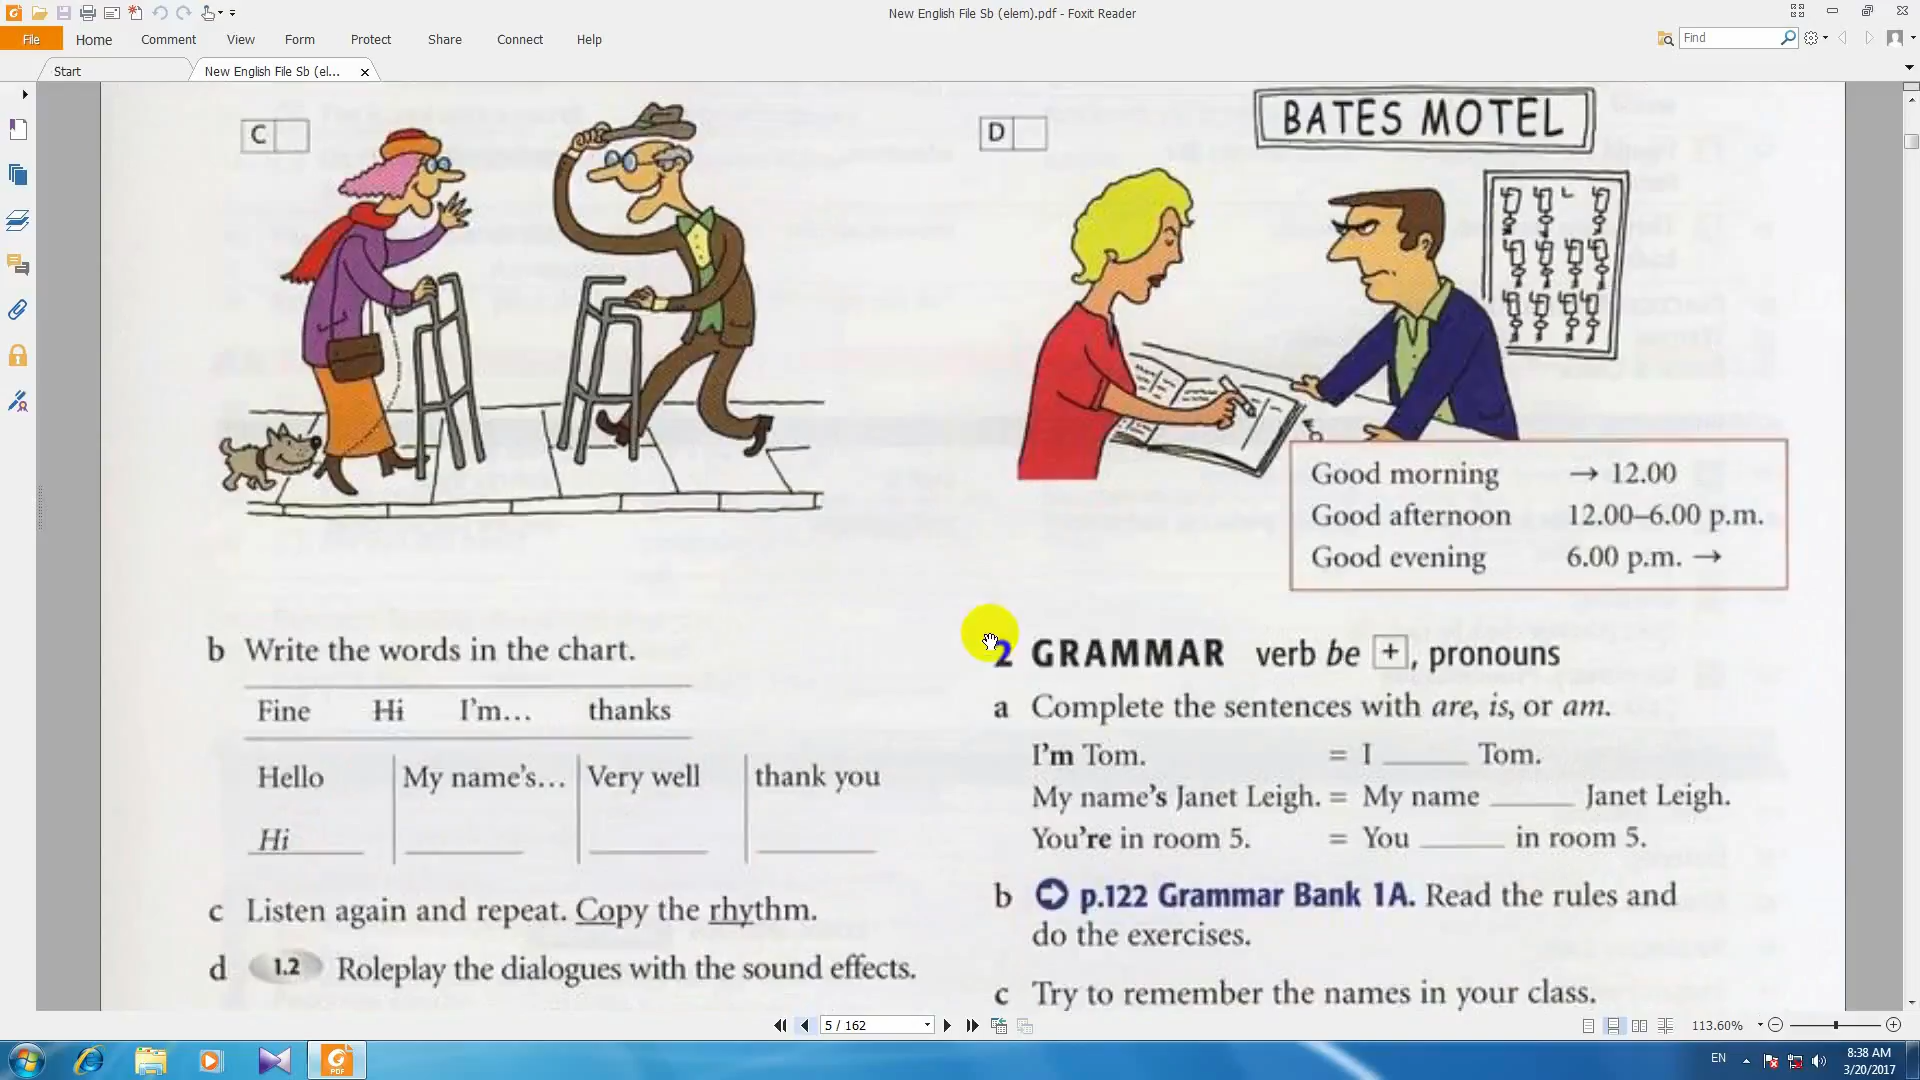 New English File Sb (elem).pdf - Foxit Reader
File Home Comment View Form Protect Share Connect Help
Find
Start
New English File Sb (el...
C
D
BATES MOTEL
Good morning → 12.00
Good afternoon 12.00–6.00 p.m.
Good evening 6.00 p.m. →
b Write the words in the chart.
Fine Hi I'm… thanks
Hello My name's… Very well thank you
Hi
c Listen again and repeat. Copy the rhythm.
d 1.2 Roleplay the dialogues with the sound effects.
2 GRAMMAR verb be +, pronouns
a Complete the sentences with are, is, or am.
I'm Tom. = I ______ Tom.
My name's Janet Leigh. = My name ______ Janet Leigh.
You're in room 5. = You ______ in room 5.
b p.122 Grammar Bank 1A. Read the rules and
do the exercises.
c Try to remember the names in your class.
5 / 162
113.60%
PDF
EN
8:38 AM
3/20/2017